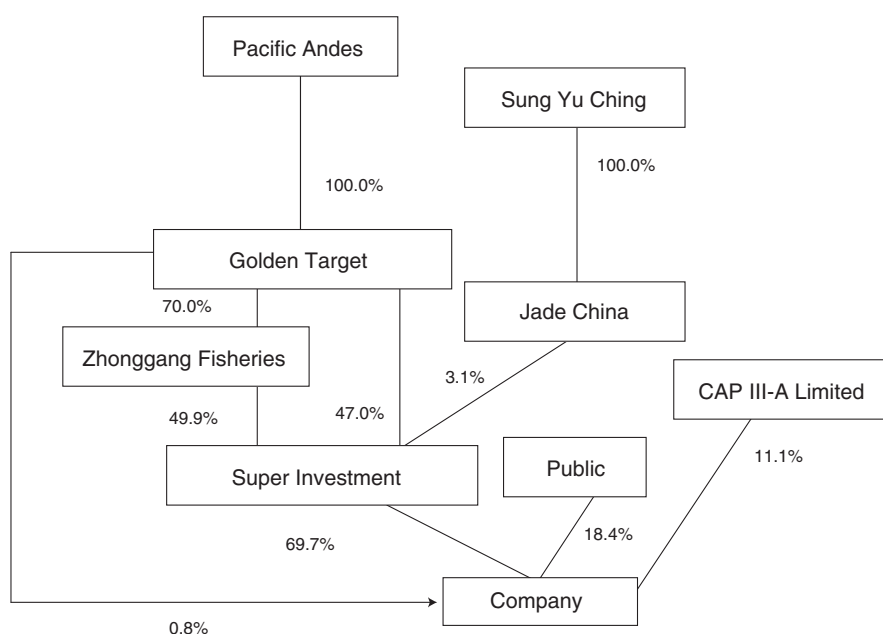 Pacific Andes
Sung Yu Ching
100.0%
100.0%
Golden Target
70.0%
Jade China
Zhonggang Fisheries
3.1%
CAP III-A Limited
49.9%
47.0%
Super Investment
Public
11.1%
69.7%
18.4%
Company
0.8%